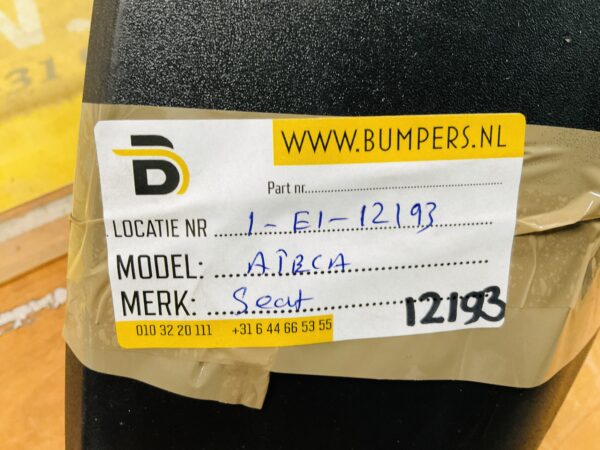 WWW.BUMPERS.NL
Part nr.
LOCATIE NR 1-E1-12193
MODEL: ATECA
MERK: Seat
12193
010 32 20 111 +31 6 44 66 53 55